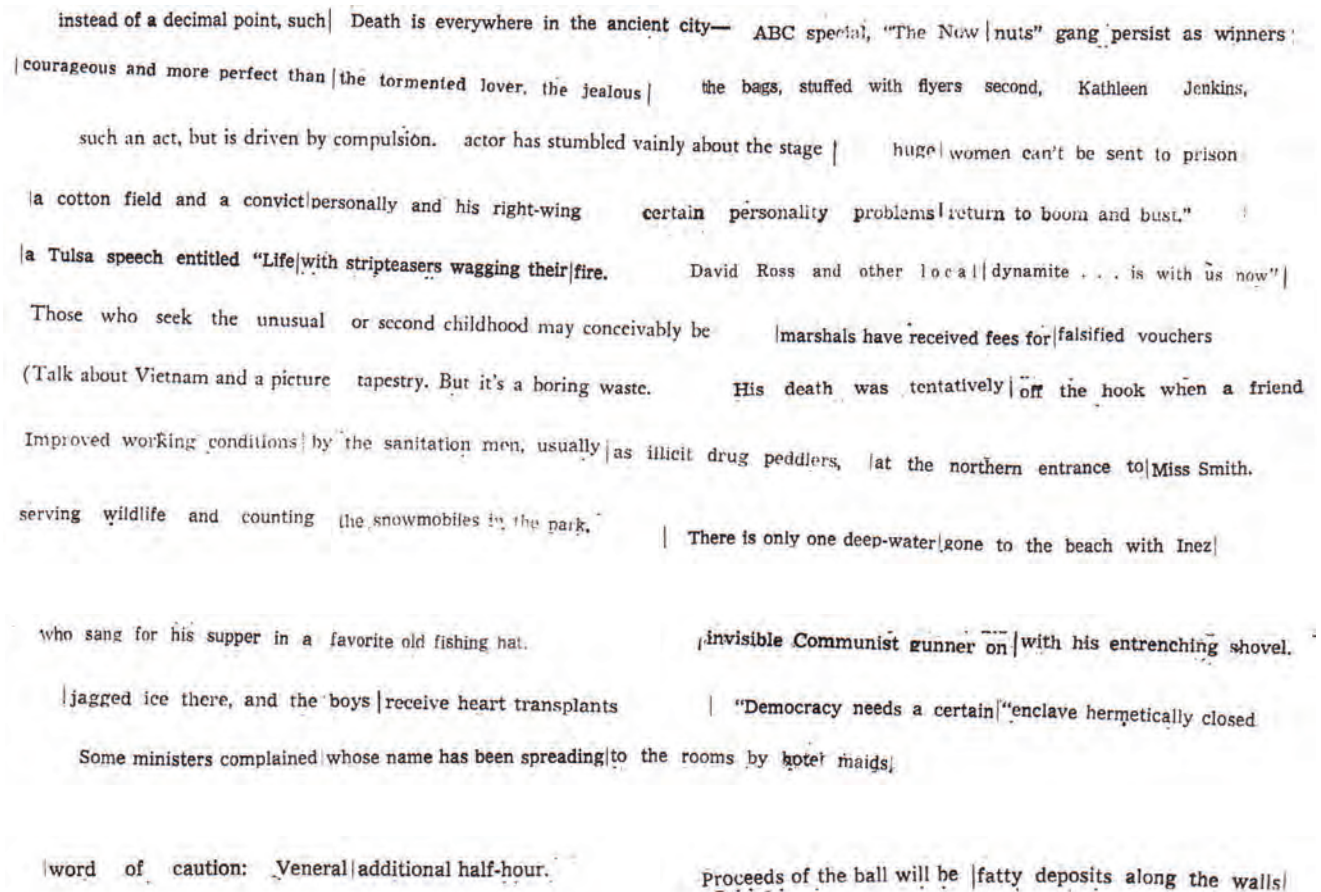 instead of a decimal point, such| Death is everywhere in the ancient city— ABC special, "The New |nuts" gang persist as winners
|courageous and more perfect than |the tormented lover, the jealous | the bags, stuffed with flyers second, Kathleen Jenkins,
such an act, but is driven by compulsion. actor has stumbled vainly about the stage | huge| women can't be sent to prison
|a cotton field and a convict|personally and his right-wing certain personality problems|return to boom and bust."
|a Tulsa speech entitled "Life|with stripteasers wagging their|fire. David Ross and other local|dynamite . . . is with us now"|
Those who seek the unusual or second childhood may conceivably be |marshals have received fees for|falsified vouchers
(Talk about Vietnam and a picture tapestry. But it's a boring waste. His death was tentatively | off the hook when a friend
Improved working conditions| by the sanitation men, usually|as illicit drug peddlers, |at the northern entrance to|Miss Smith.
serving wildlife and counting the snowmobiles in the park. | There is only one deep-water|gone to the beach with Inez|
who sang for his supper in a favorite old fishing hat. |invisible Communist gunner on |with his entrenching shovel.
|jagged ice there, and the boys |receive heart transplants | "Democracy needs a certain|"enclave hermetically closed
Some ministers complained|whose name has been spreading|to the rooms by hotel maids|
|word of caution: Veneral|additional half-hour. Proceeds of the ball will be |fatty deposits along the walls|